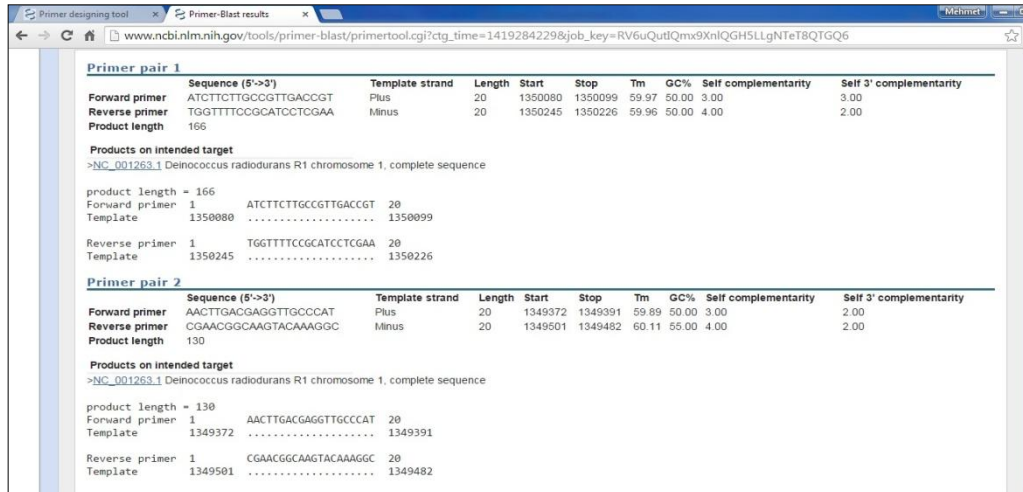 Primer designing tool × Primer-Blast results × Mehmet
www.ncbi.nlm.nih.gov/tools/primer-blast/primertool.cgi?ctg_time=1419284229&job_key=RV6uQutIQmx9XnlQGH5LLgNTeT8QTGQ6
Primer pair 1
Sequence (5'->3') Template strand Length Start Stop Tm GC% Self complementarity Self 3' complementarity
Forward primer ATCTTCTTGCCGTTGACCGT Plus 20 1350080 1350099 59.97 50.00 3.00 3.00
Reverse primer TGGTTTTCCGCATCCTCGAA Minus 20 1350245 1350226 59.96 50.00 4.00 2.00
Product length 166
Products on intended target
>NC_001263.1 Deinococcus radiodurans R1 chromosome 1, complete sequence
product length = 166
Forward primer 1 ATCTTCTTGCCGTTGACCGT 20
Template 1350080 .................... 1350099
Reverse primer 1 TGGTTTTCCGCATCCTCGAA 20
Template 1350245 .................... 1350226
Primer pair 2
Sequence (5'->3') Template strand Length Start Stop Tm GC% Self complementarity Self 3' complementarity
Forward primer AACTTGACGAGGTTGCCCAT Plus 20 1349372 1349391 59.89 50.00 3.00 2.00
Reverse primer CGAACGGCAAGTACAAAGGC Minus 20 1349501 1349482 60.11 55.00 4.00 2.00
Product length 130
Products on intended target
>NC_001263.1 Deinococcus radiodurans R1 chromosome 1, complete sequence
product length = 130
Forward primer 1 AACTTGACGAGGTTGCCCAT 20
Template 1349372 .................... 1349391
Reverse primer 1 CGAACGGCAAGTACAAAGGC 20
Template 1349501 .................... 1349482